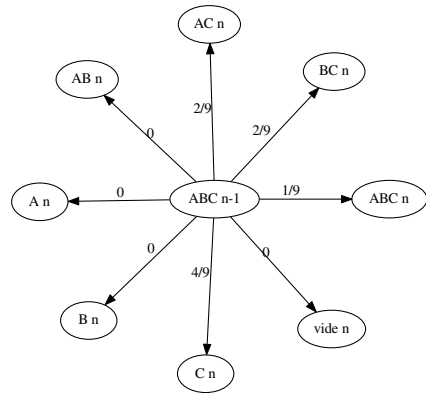 AC n
AB n
BC n
2/9
0
2/9
A n
0
ABC n-1
1/9
ABC n
0
4/9
0
B n
vide n
C n